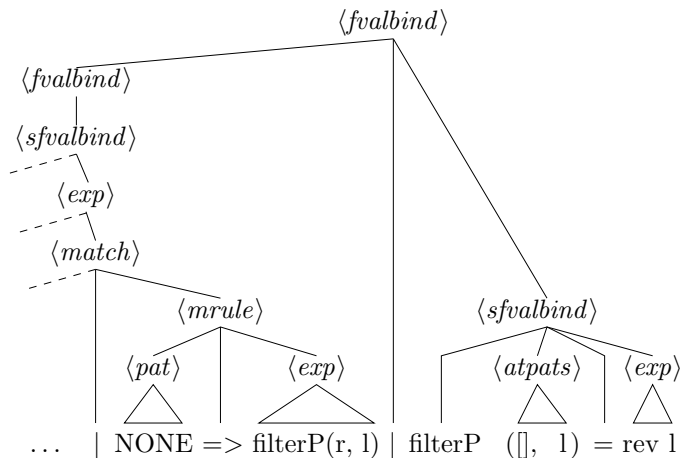 ⟨fvalbind⟩
⟨fvalbind⟩
⟨sfvalbind⟩
⟨exp⟩
⟨match⟩
⟨mrule⟩ ⟨sfvalbind⟩
⟨pat⟩ ⟨exp⟩ ⟨atpats⟩ ⟨exp⟩
... | NONE => filterP(r, l) | filterP ([], l) = rev l